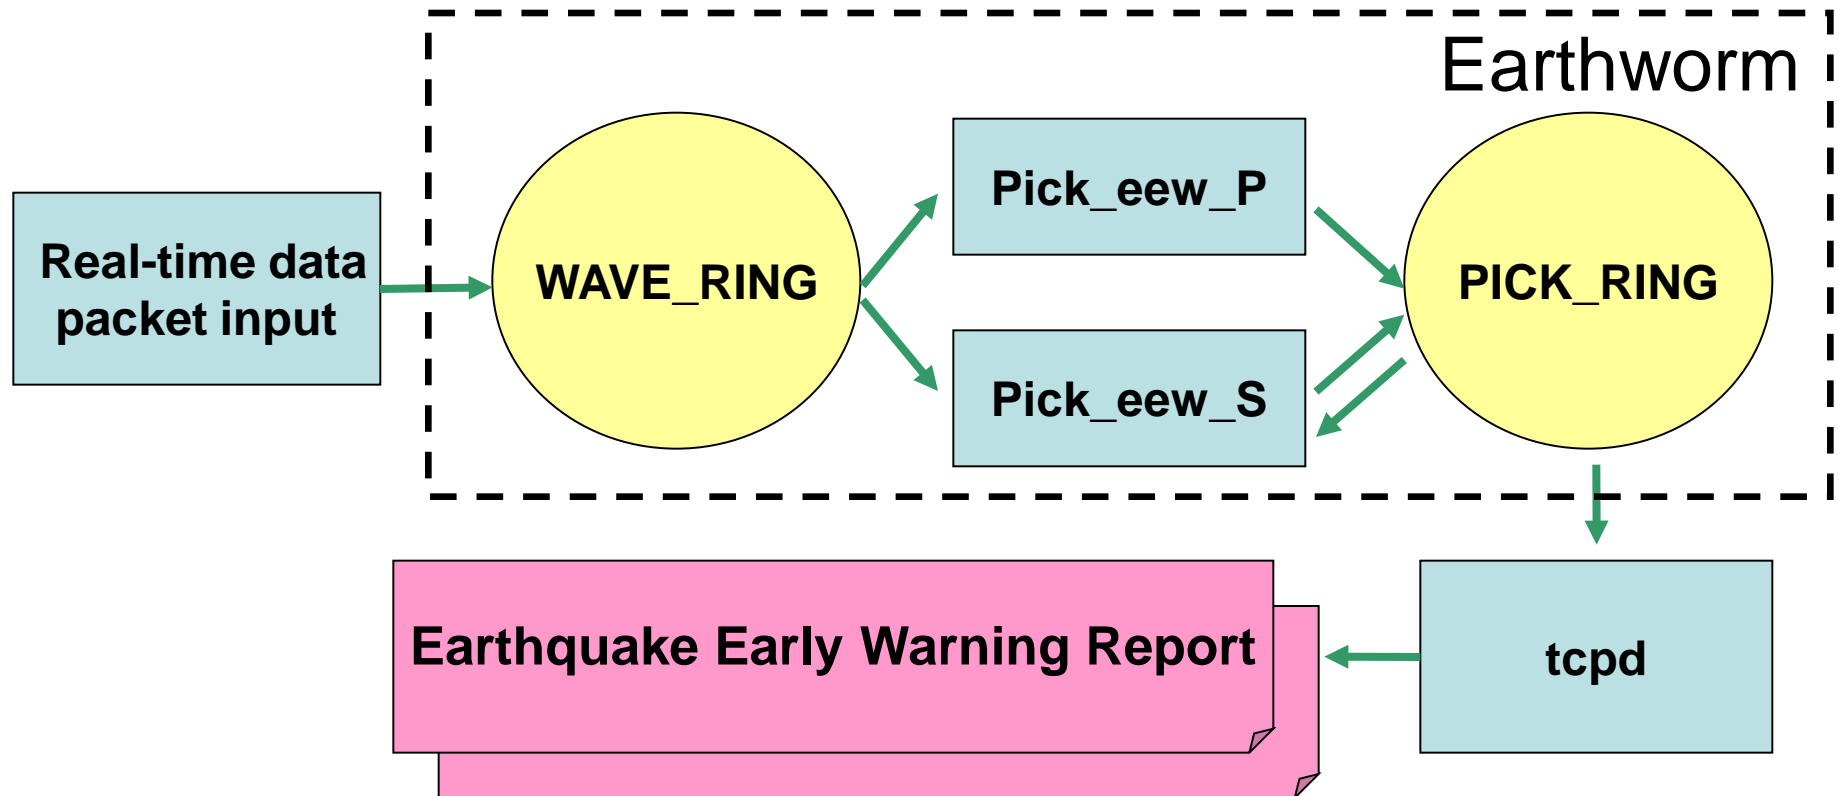 Earthworm
Real-time data
packet input
WAVE_RING
Pick_eew_P
Pick_eew_S
PICK_RING
Earthquake Early Warning Report
tcpd